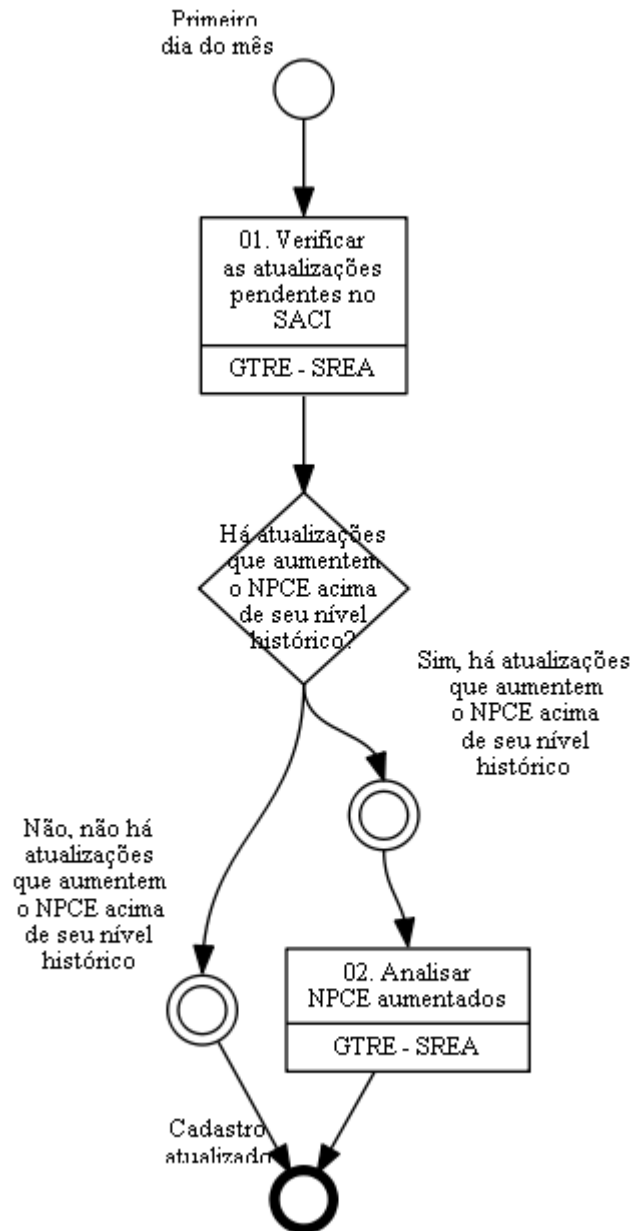 Primeiro
dia do mês
01. Verificar
as atualizações
pendentes no
SACI
GTRE - SREA
Há atualizações
que aumentem
o NPCE acima
de seu nível
histórico?
Sim, há atualizações
que aumentem
o NPCE acima
de seu nível
histórico
Não, não há
atualizações
que aumentem
o NPCE acima
de seu nível
histórico
02. Analisar
NPCE aumentados
GTRE - SREA
Cadastro
atualizado